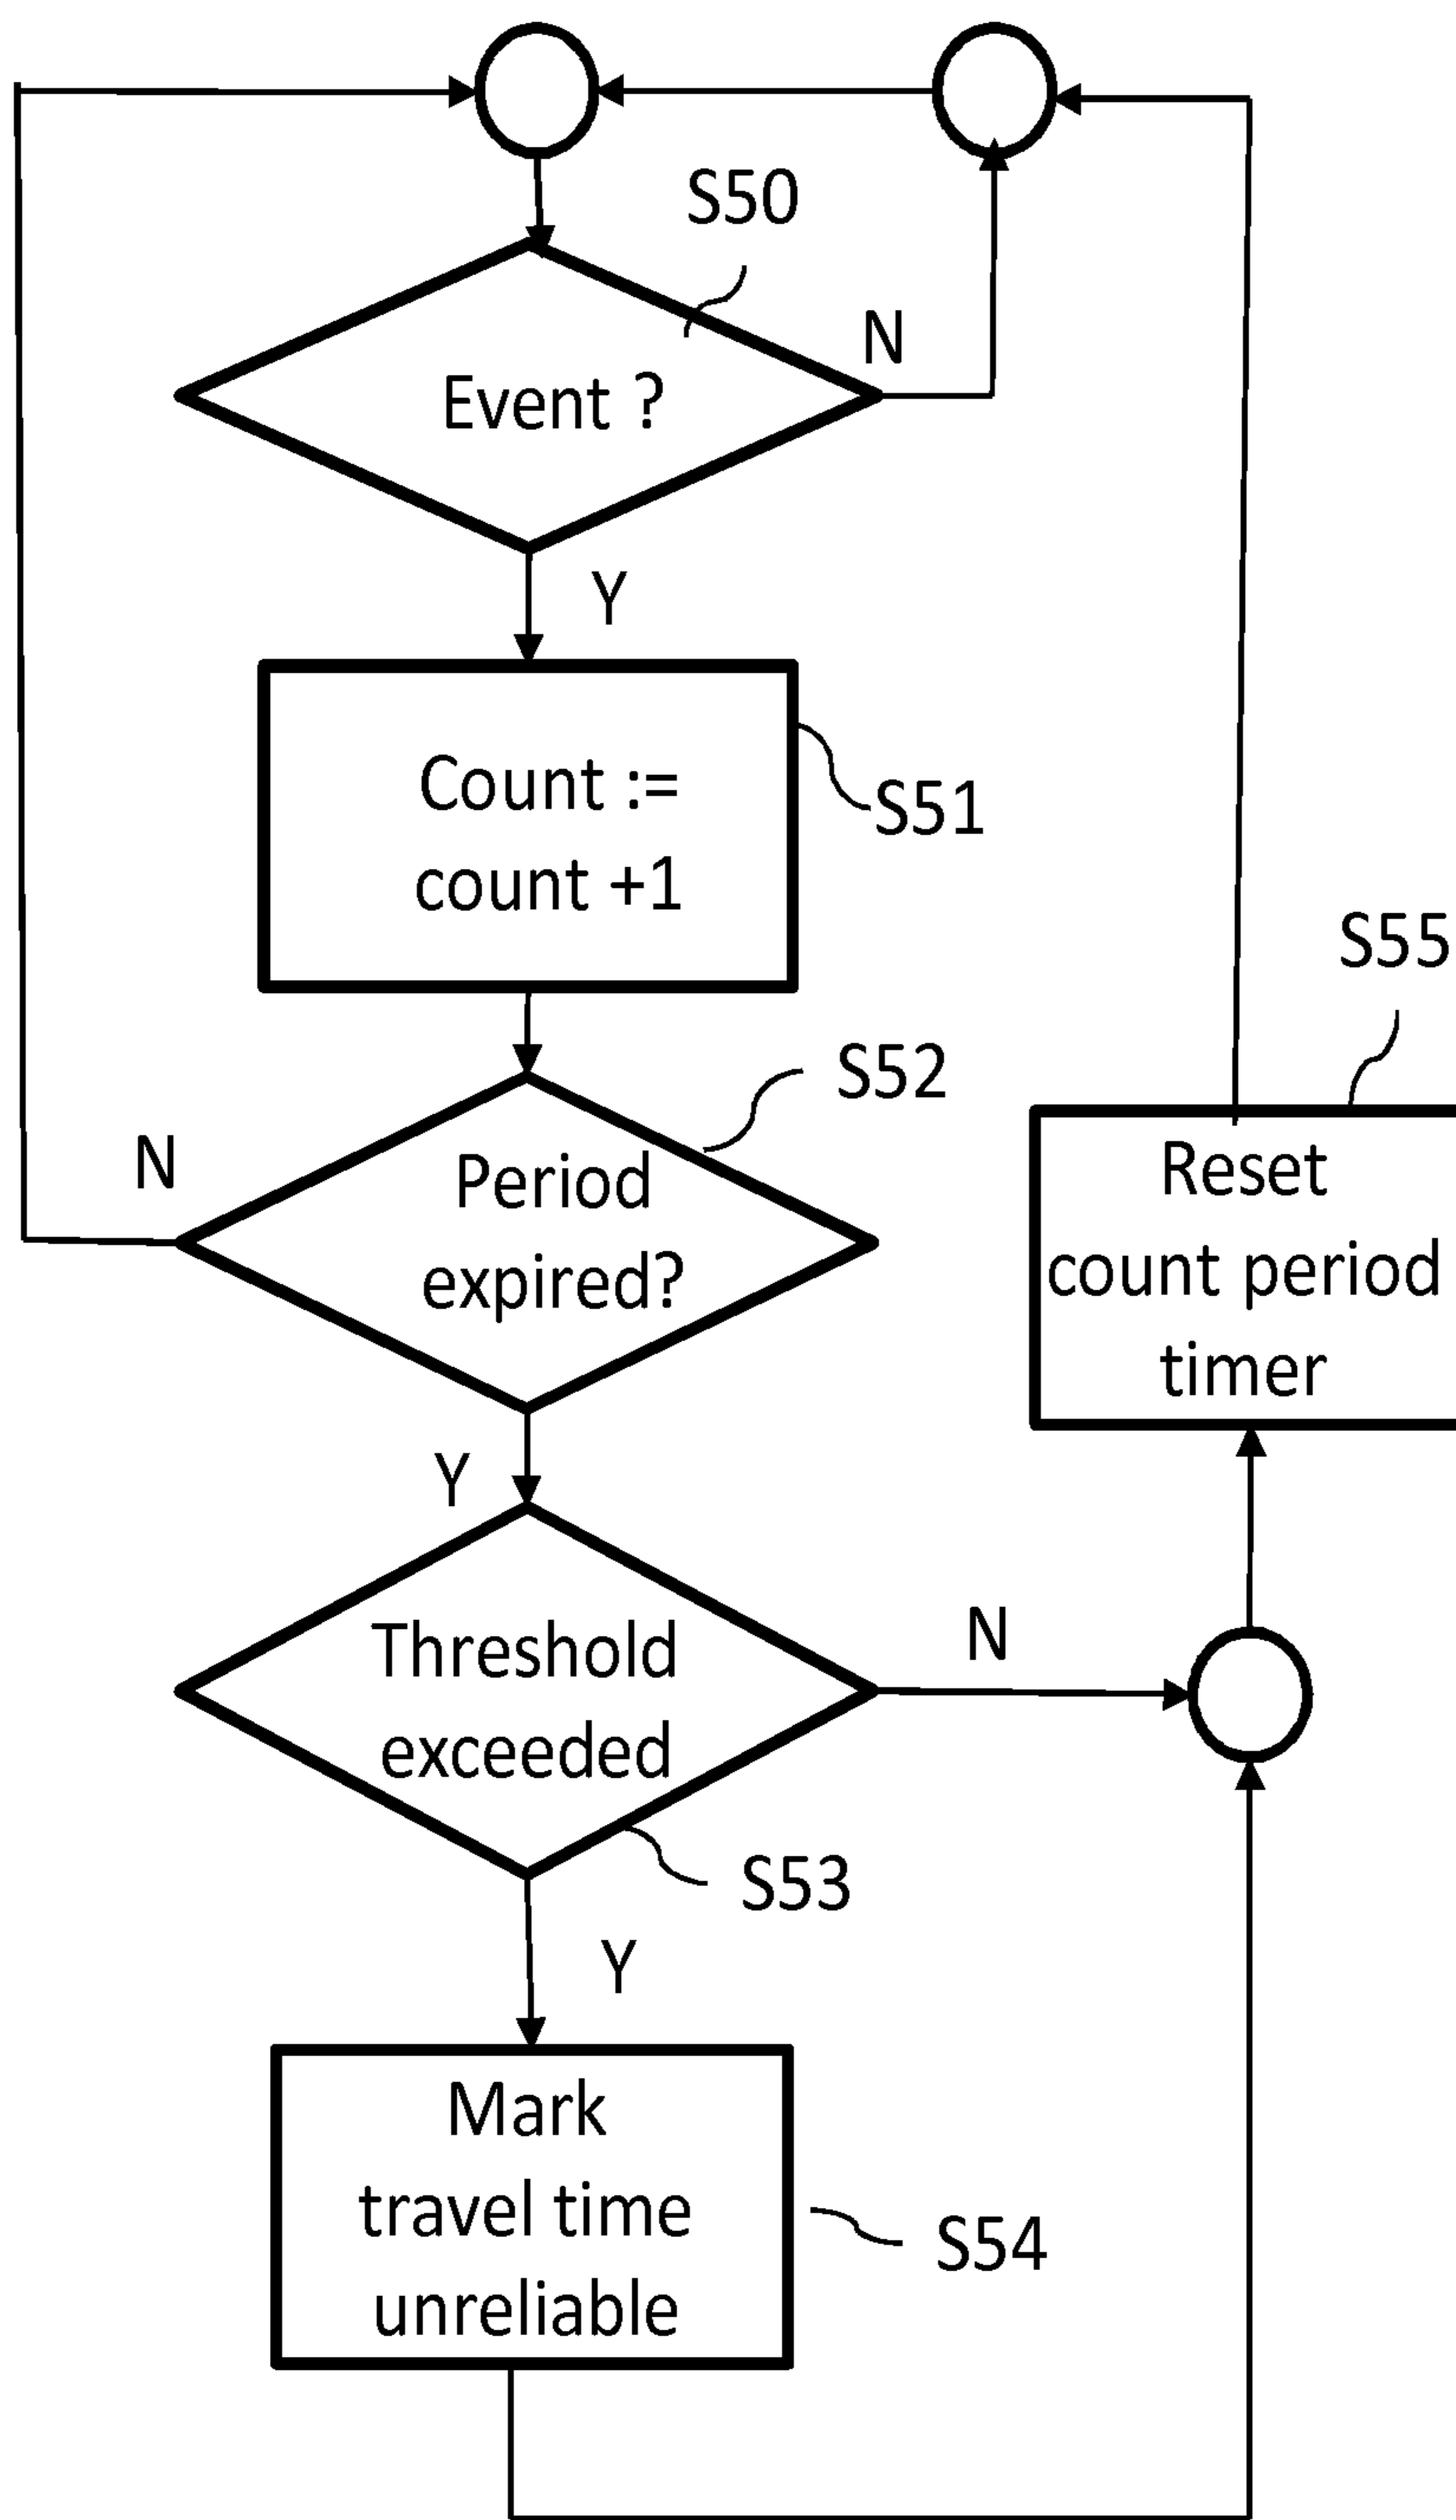 S50
N
Event ?
Y
Count :=
count +1
S51
S55
S52
N
Period
expired?
Reset
count period
timer
Y
Threshold
exceeded
N
S53
Y
Mark
travel time
unreliable
S54